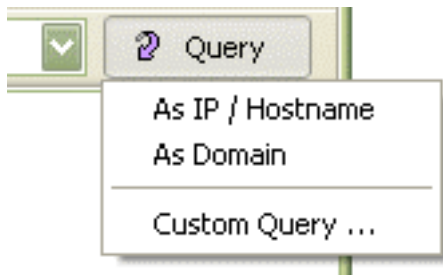 Query
As IP / Hostname
As Domain
Custom Query ...